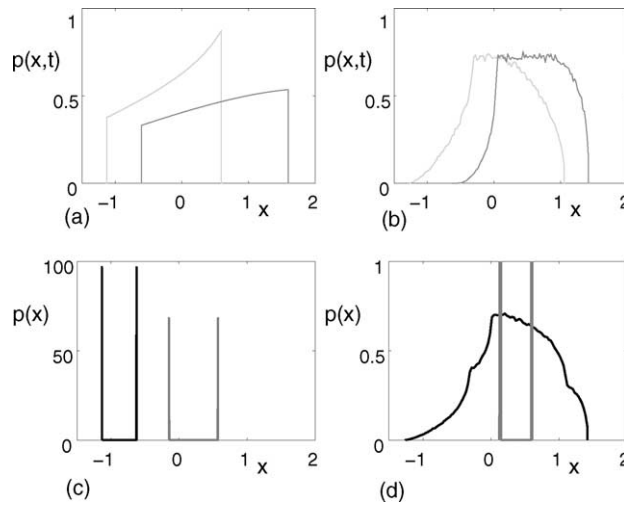 1
p(x,t)
0.5
0
−1 0 x 1 2
(a)
1
p(x,t)
0.5
0
−1 0 x 1 2
(b)
100
p(x)
50
0
−1 0 x 1 2
(c)
1
p(x)
0.5
0
−1 0 1 x 2
(d)